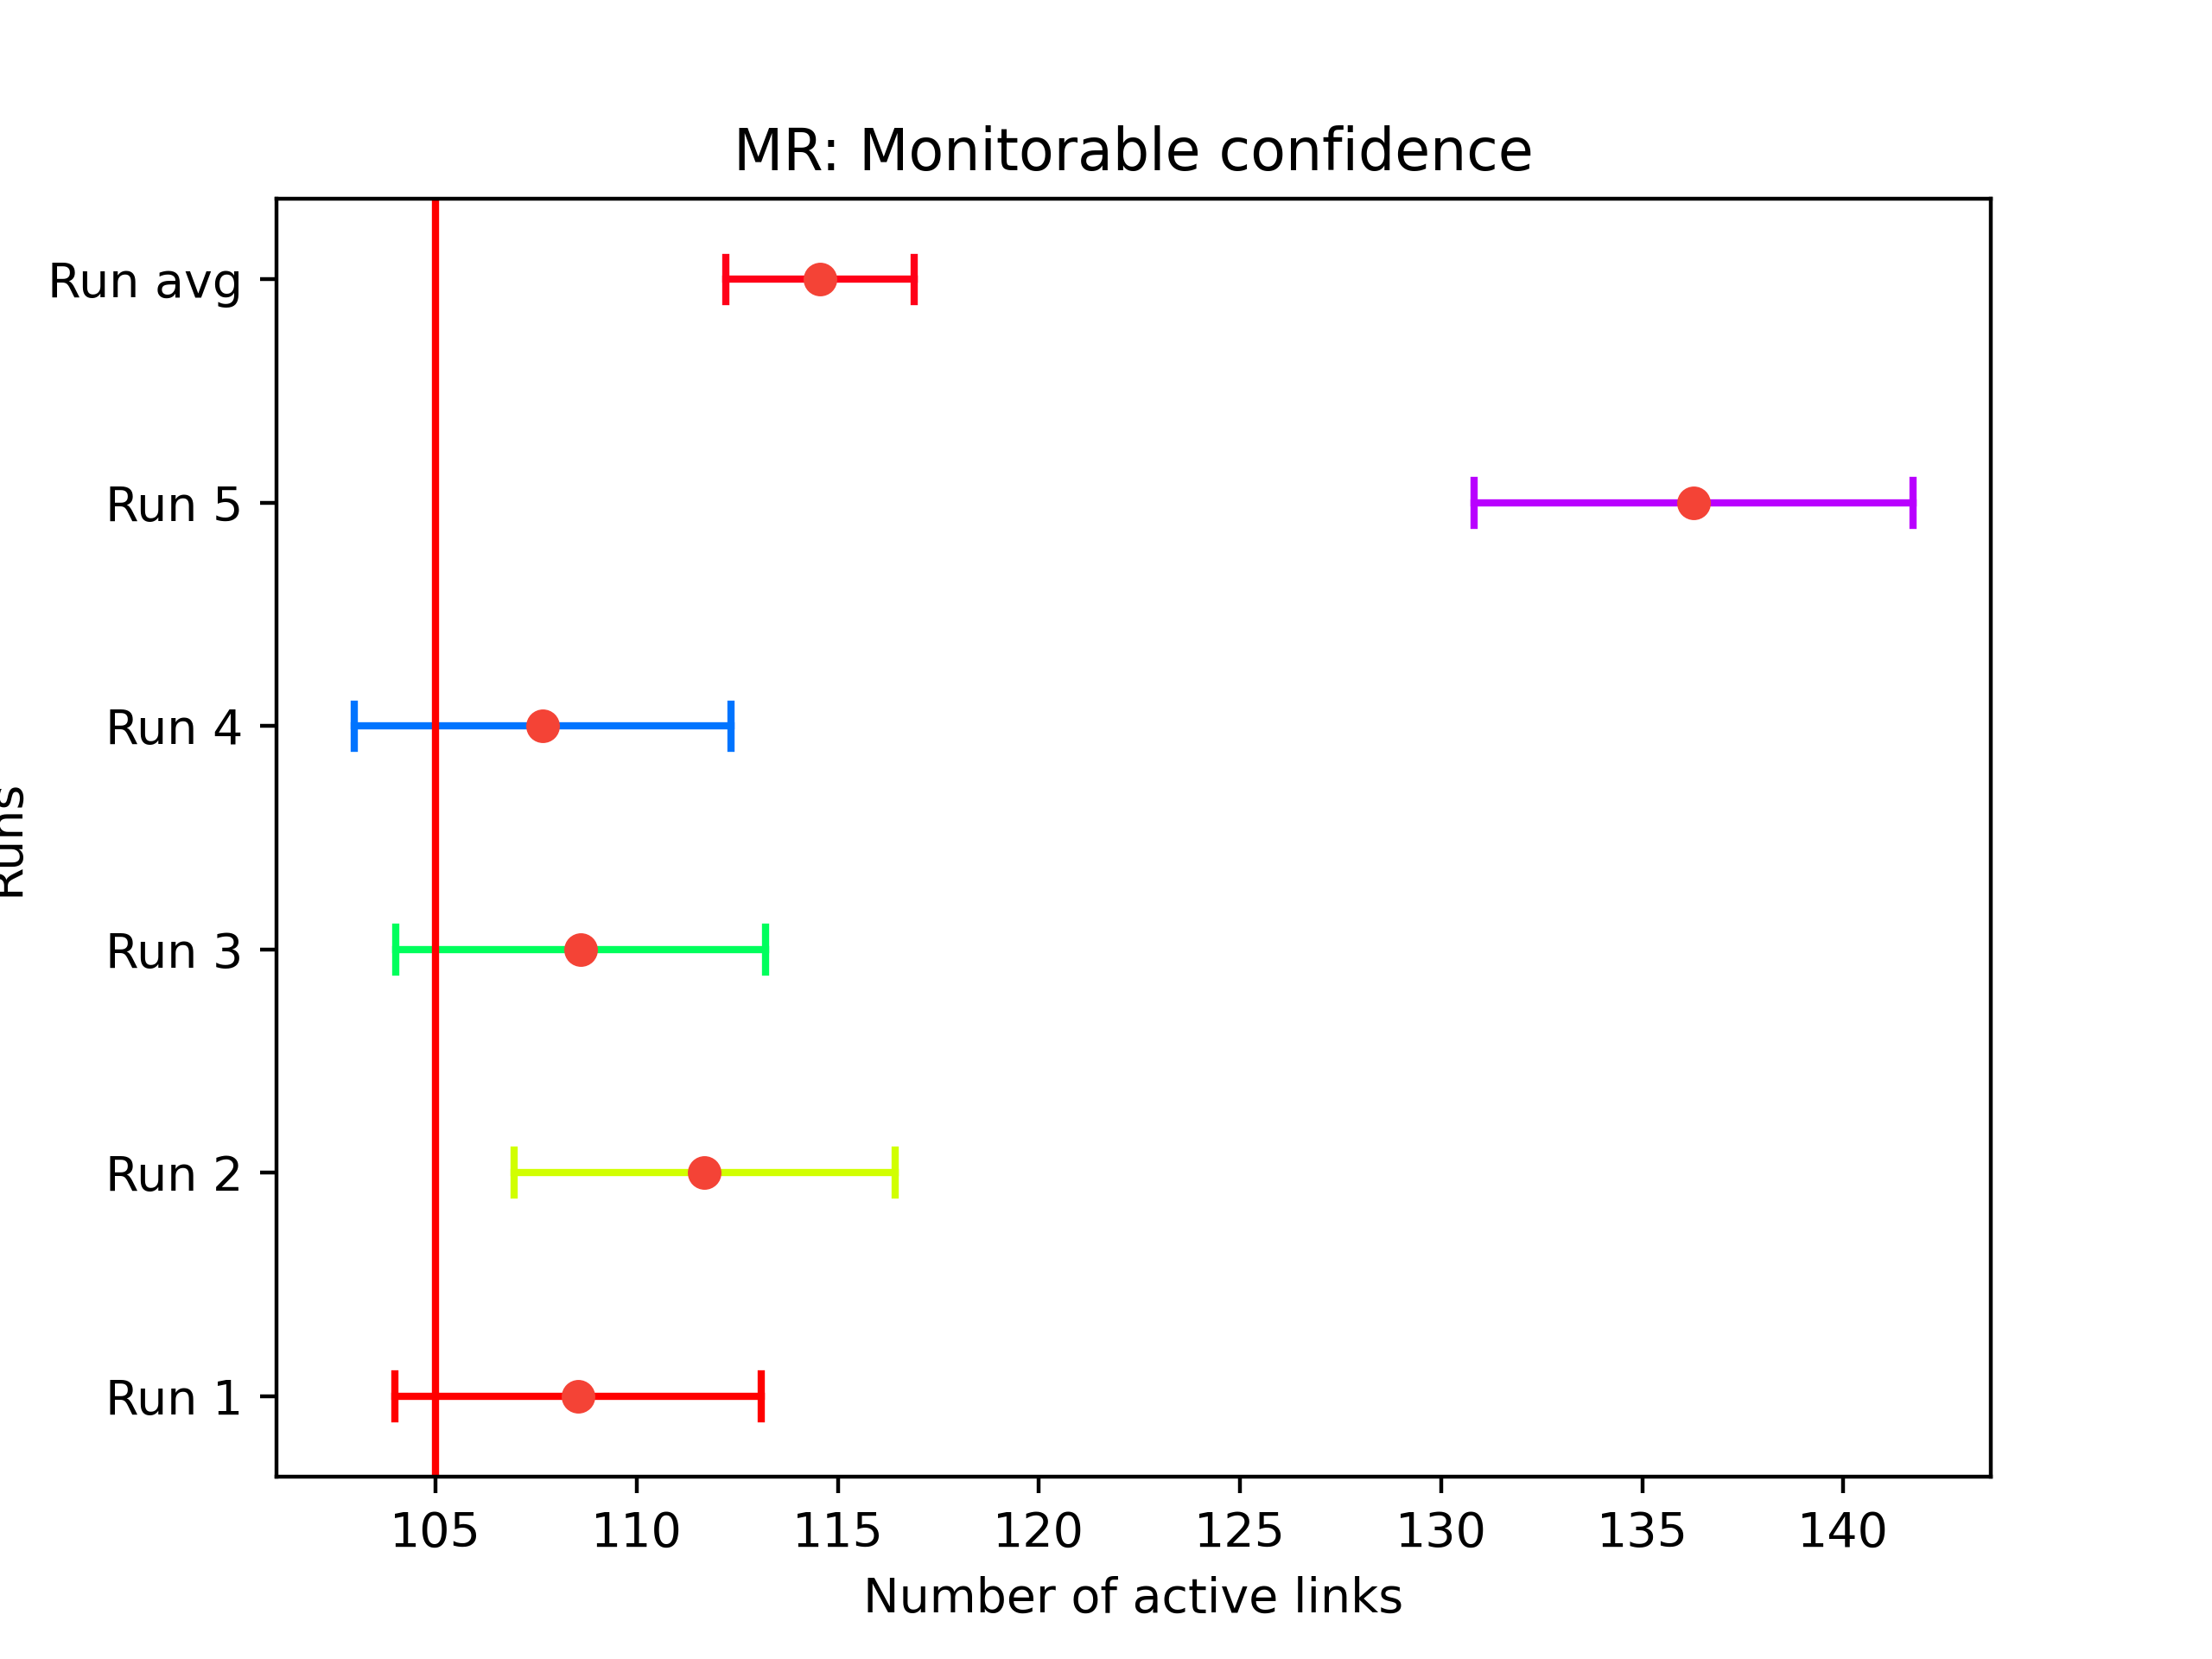 MR: Monitorable confidence
Run avg
Run 5
Run 4
Run 3
Run 2
Run 1
Runs
105 110 115 120 125 130 135 140
Number of active links